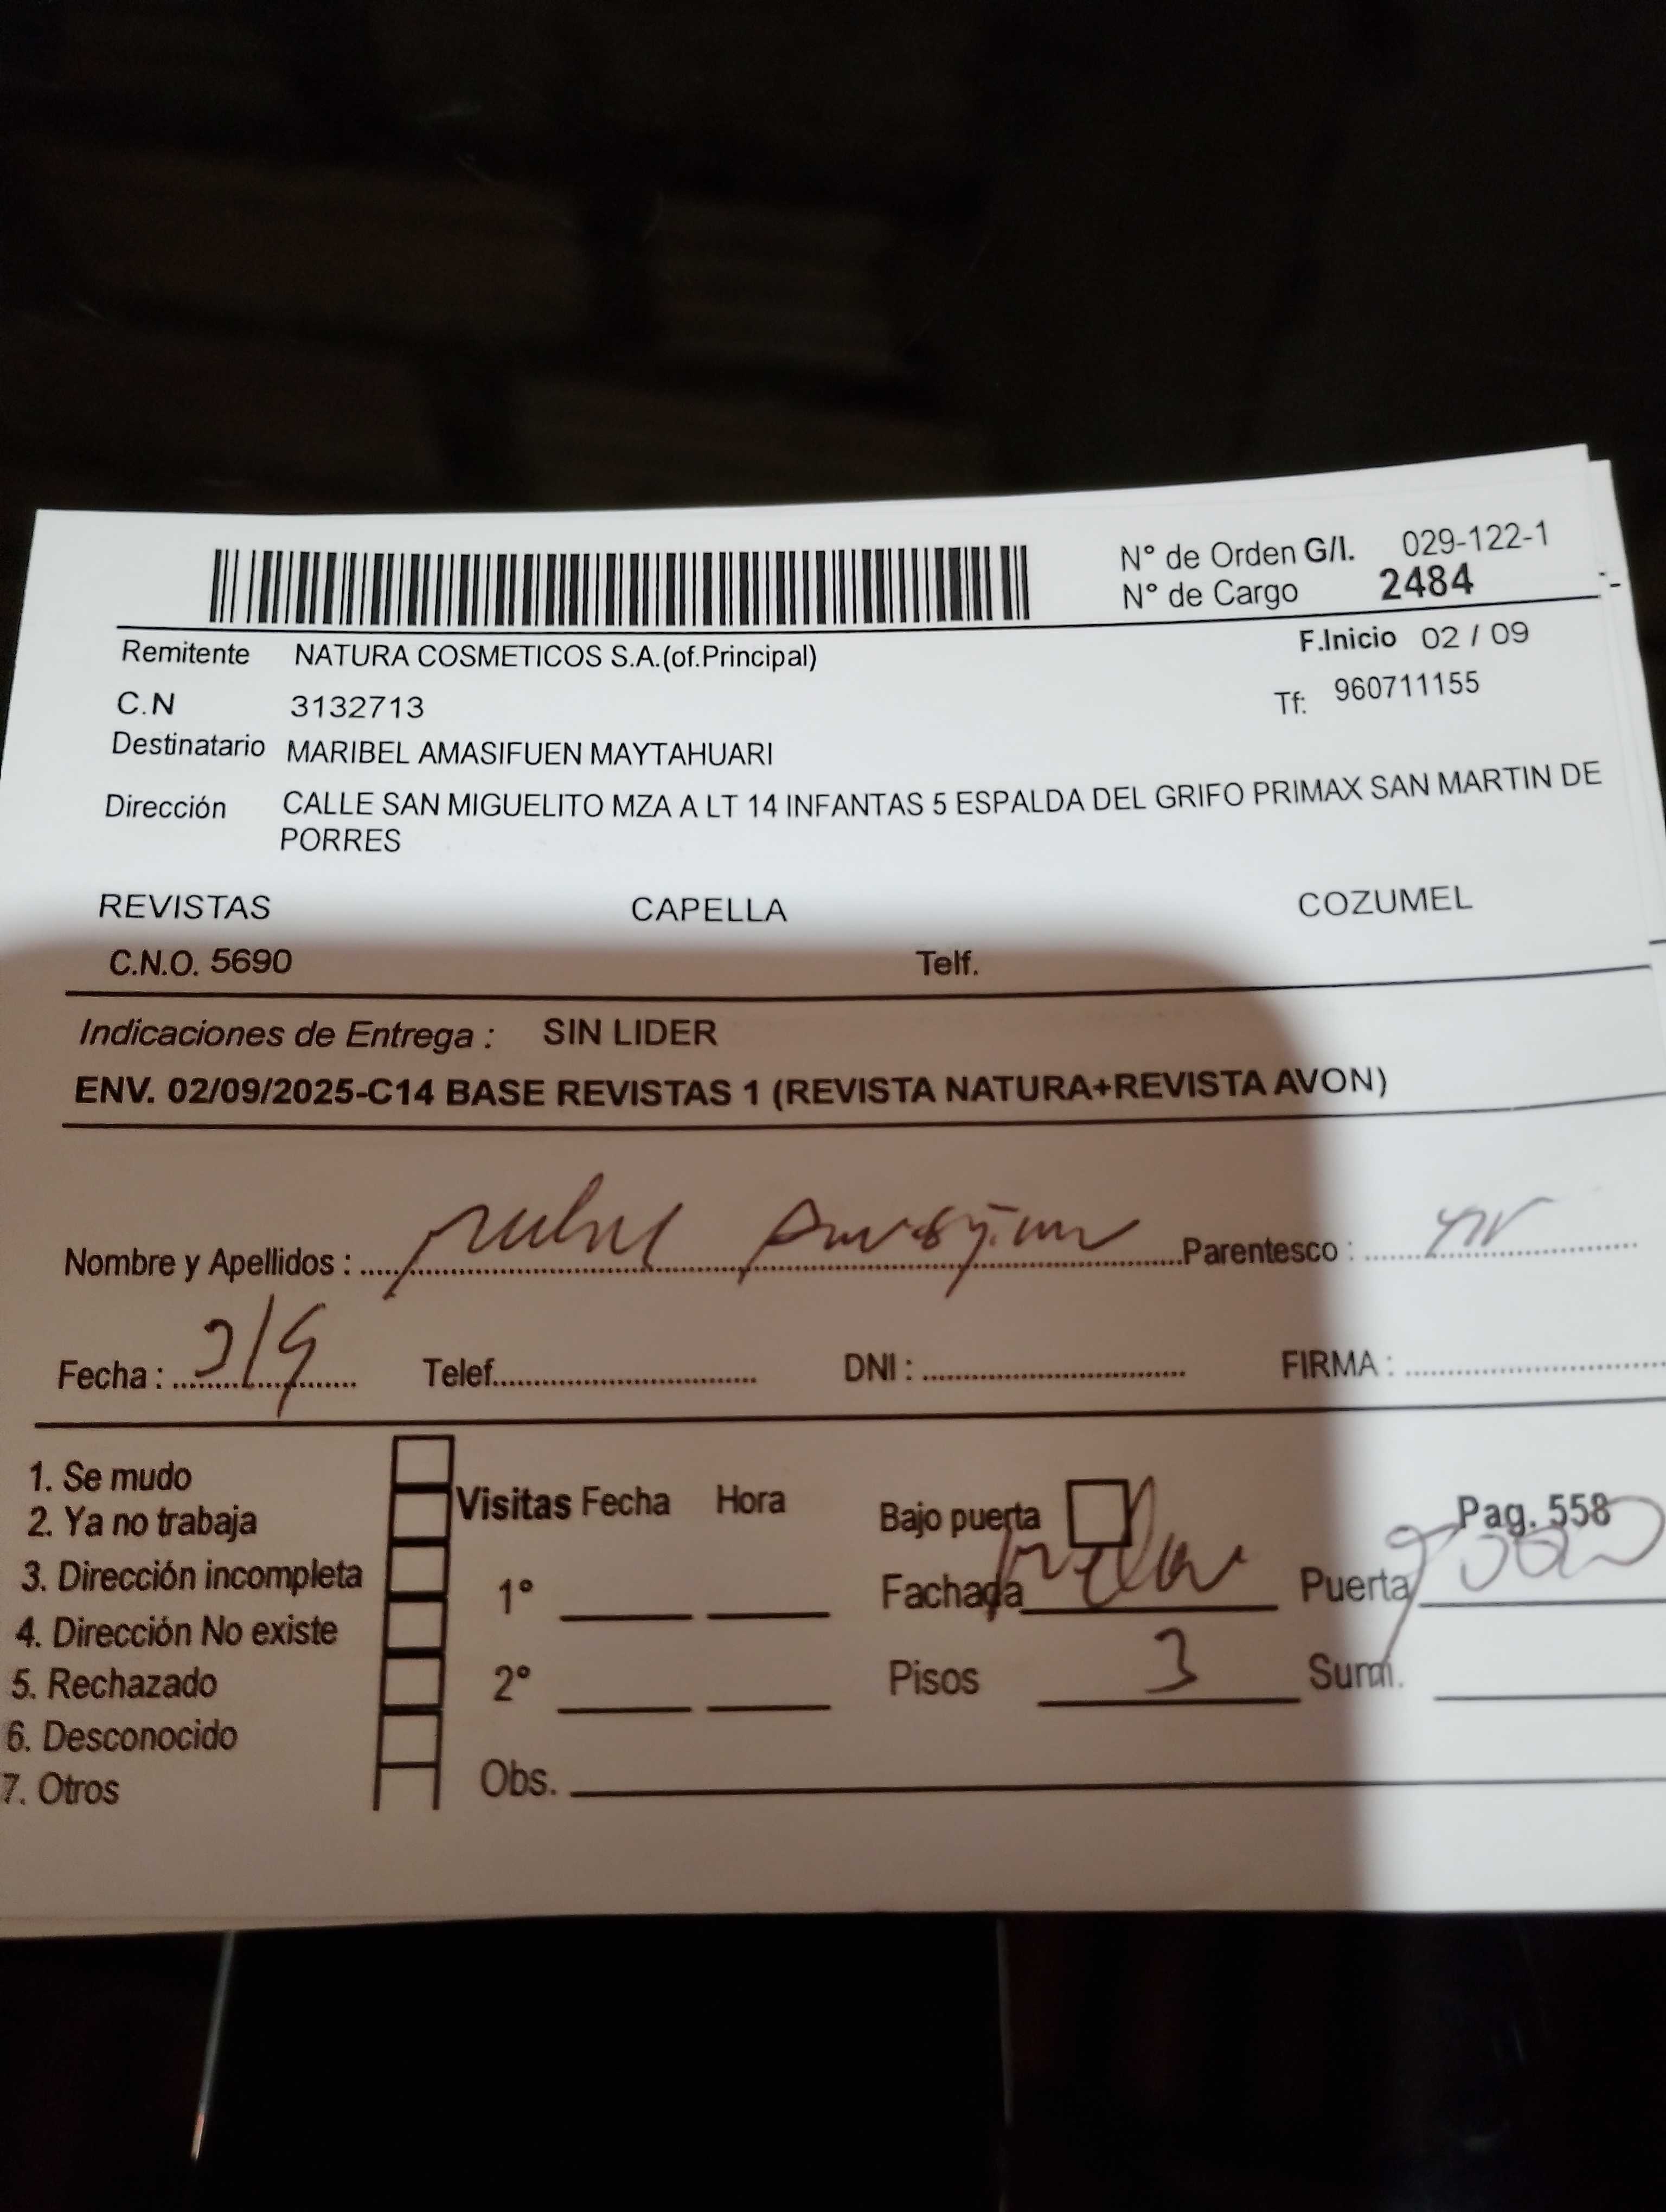 N° de Orden G/I. 029-122-1
N° de Cargo 2484
Remitente NATURA COSMETICOS S.A.(of.Principal) F.Inicio 02 / 09
C.N 3132713 Tf: 960711155
Destinatario MARIBEL AMASIFUEN MAYTAHUARI
Dirección CALLE SAN MIGUELITO MZA A LT 14 INFANTAS 5 ESPALDA DEL GRIFO PRIMAX SAN MARTIN DE
PORRES
REVISTAS CAPELLA COZUMEL
C.N.O. 5690 Telf.
Indicaciones de Entrega : SIN LIDER
ENV. 02/09/2025-C14 BASE REVISTAS 1 (REVISTA NATURA+REVISTA AVON)
Nombre y Apellidos : Parentesco :
Fecha : Telef. DNI : FIRMA :
1. Se mudo
2. Ya no trabaja Visitas Fecha Hora Bajo puerta Pag. 558
3. Dirección incompleta 1° Fachada Puerta
4. Dirección No existe
5. Rechazado 2° Pisos 3 Sumi.
6. Desconocido
7. Otros Obs.